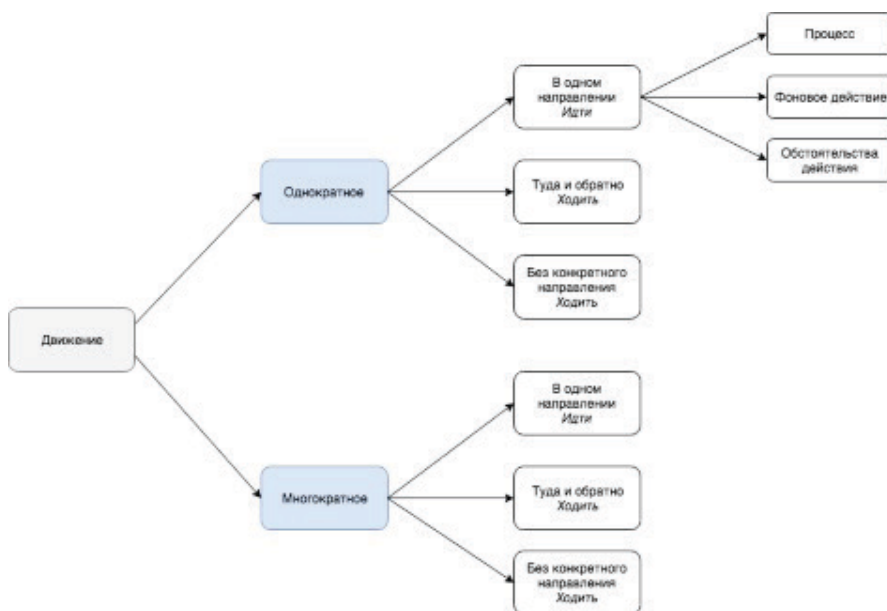 Движение
Однократное
В одном
направлении
Идти
Процесс
Фоновое действие
Обстоятельства
действия
Туда и обратно
Ходить
Без конкретного
направления
Ходить
Многократное
В одном
направлении
Идти
Туда и обратно
Ходить
Без конкретного
направления
Ходить